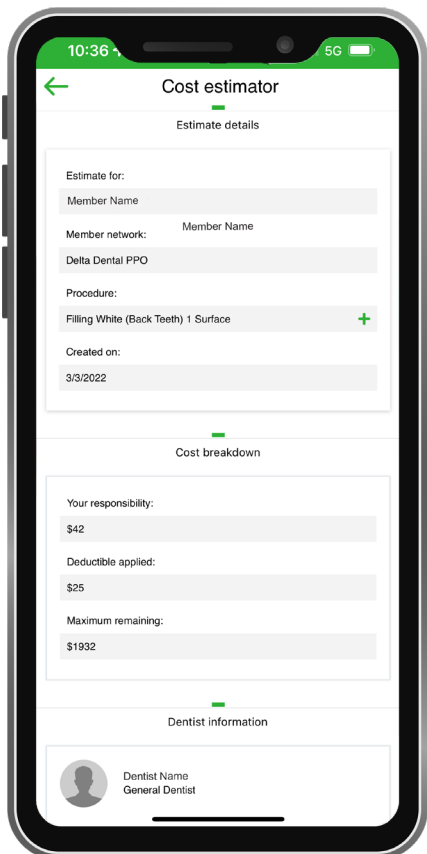 10:36
5G
Cost estimator
Estimate details
Estimate for:
Member Name
Member Name
Member network:
Delta Dental PPO
Procedure:
Filling White (Back Teeth) 1 Surface
Created on:
3/3/2022
Cost breakdown
Your responsibility:
$42
Deductible applied:
$25
Maximum remaining:
$1932
Dentist information
Dentist Name
General Dentist